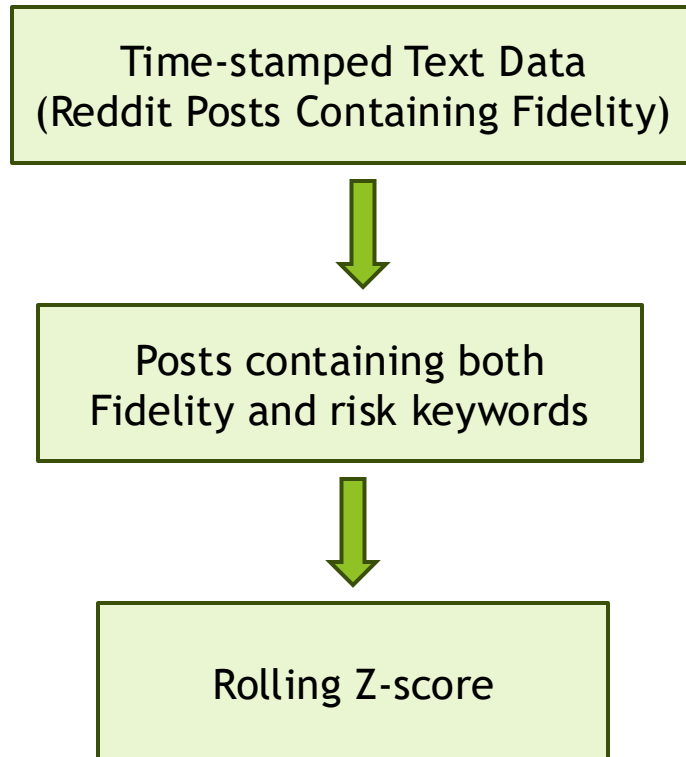 Time-stamped Text Data
(Reddit Posts Containing Fidelity)
Posts containing both
Fidelity and risk keywords
Rolling Z-score